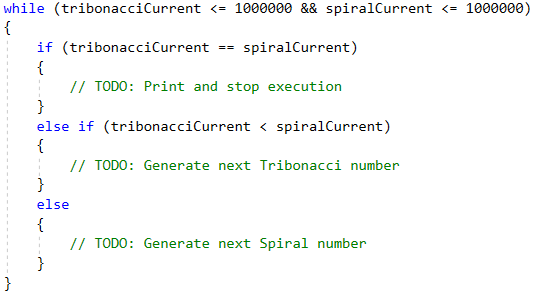 while (tribonacciCurrent <= 1000000 && spiralCurrent <= 1000000)
{
    if (tribonacciCurrent == spiralCurrent)
    {
        // TODO: Print and stop execution
    }
    else if (tribonacciCurrent < spiralCurrent)
    {
        // TODO: Generate next Tribonacci number
    }
    else
    {
        // TODO: Generate next Spiral number
    }
}